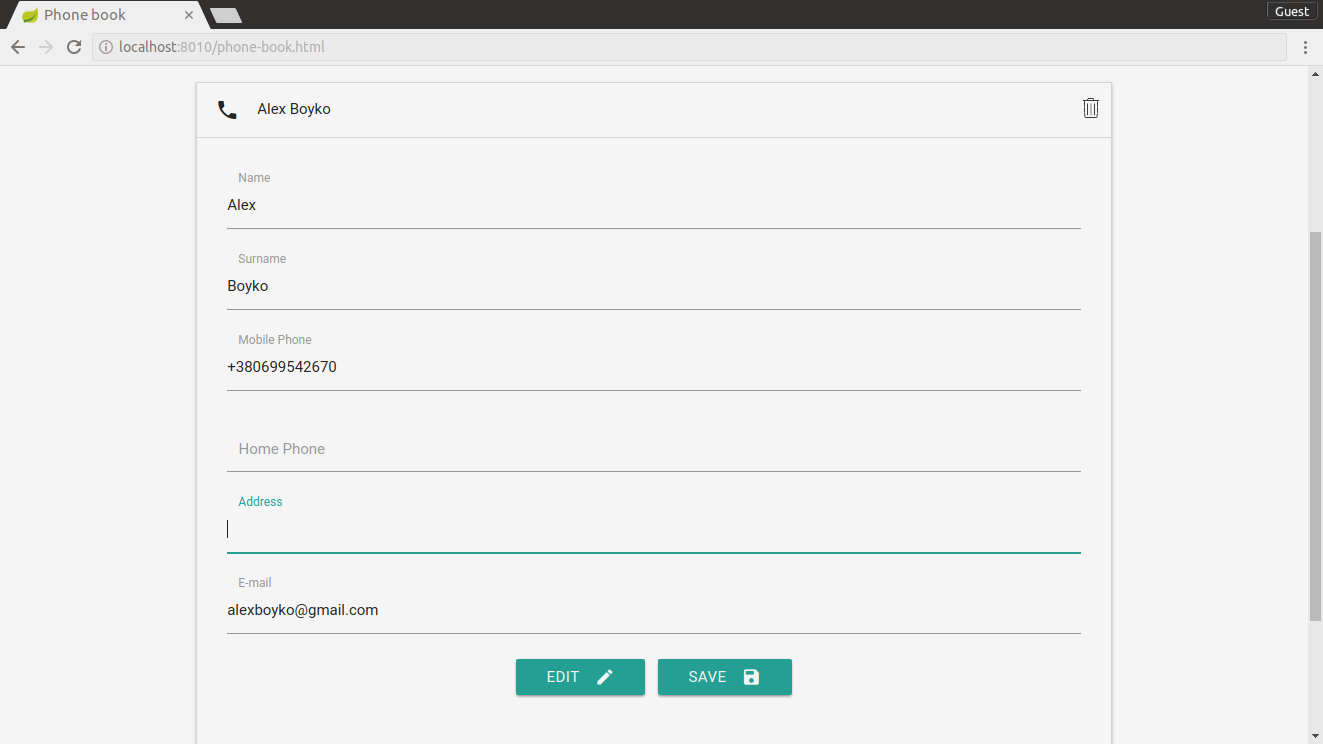 Phone book
Guest
localhost:8010/phone-book.html
Alex Boyko
Name
Alex
Surname
Boyko
Mobile Phone
+380699542670
Home Phone
Address
E-mail
alexboyko@gmail.com
EDIT SAVE